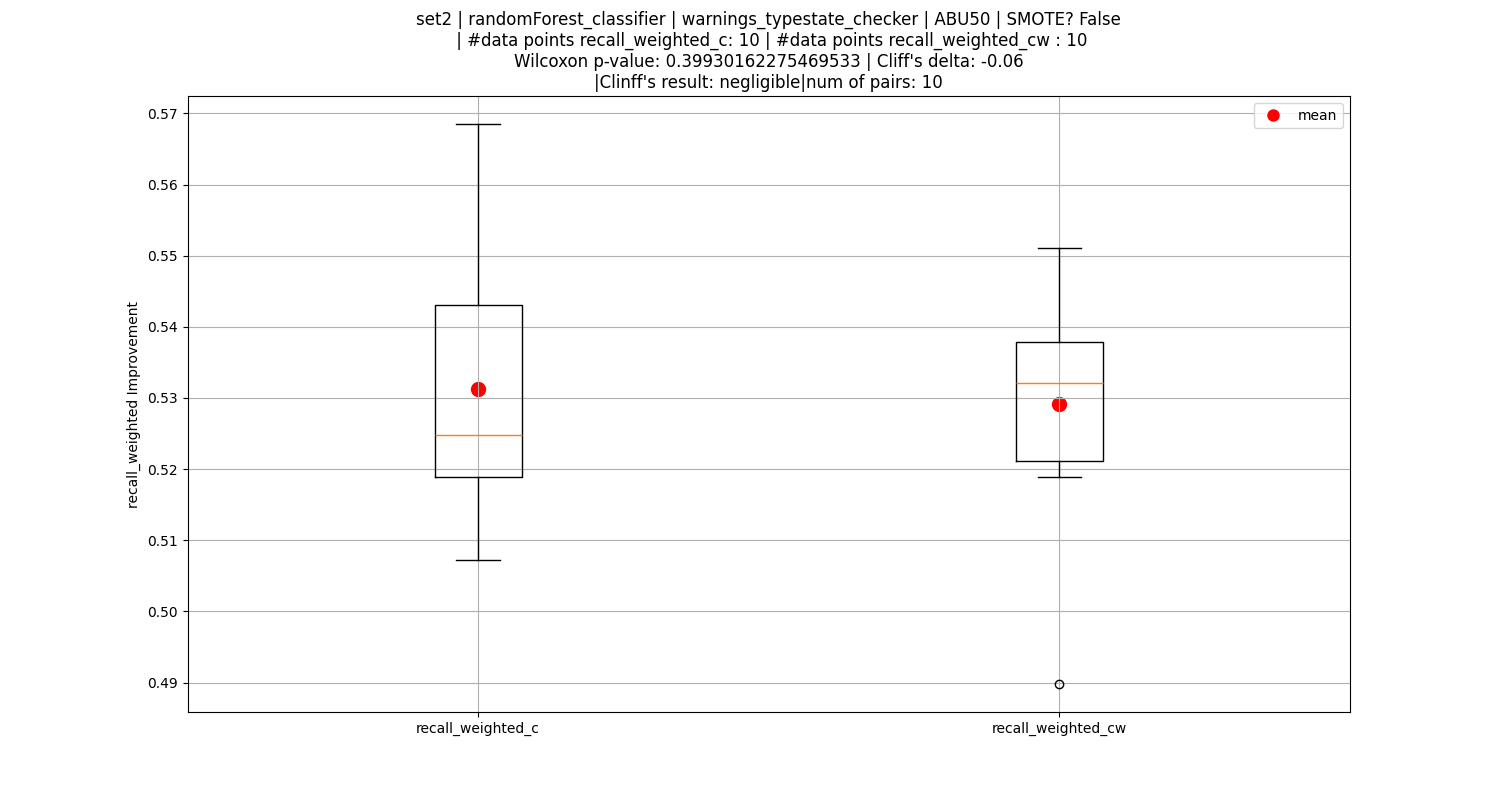 set2 | randomForest_classifier | warnings_typestate_checker | ABU50 | SMOTE? False
| #data points recall_weighted_c: 10 | #data points recall_weighted_cw : 10
Wilcoxon p-value: 0.39930162275469533 | Cliff's delta: -0.06
|Clinff's result: negligible|num of pairs: 10
mean
0.57
0.56
0.55
0.54
0.53
0.52
0.51
0.50
0.49
recall_weighted Improvement
recall_weighted_c
recall_weighted_cw